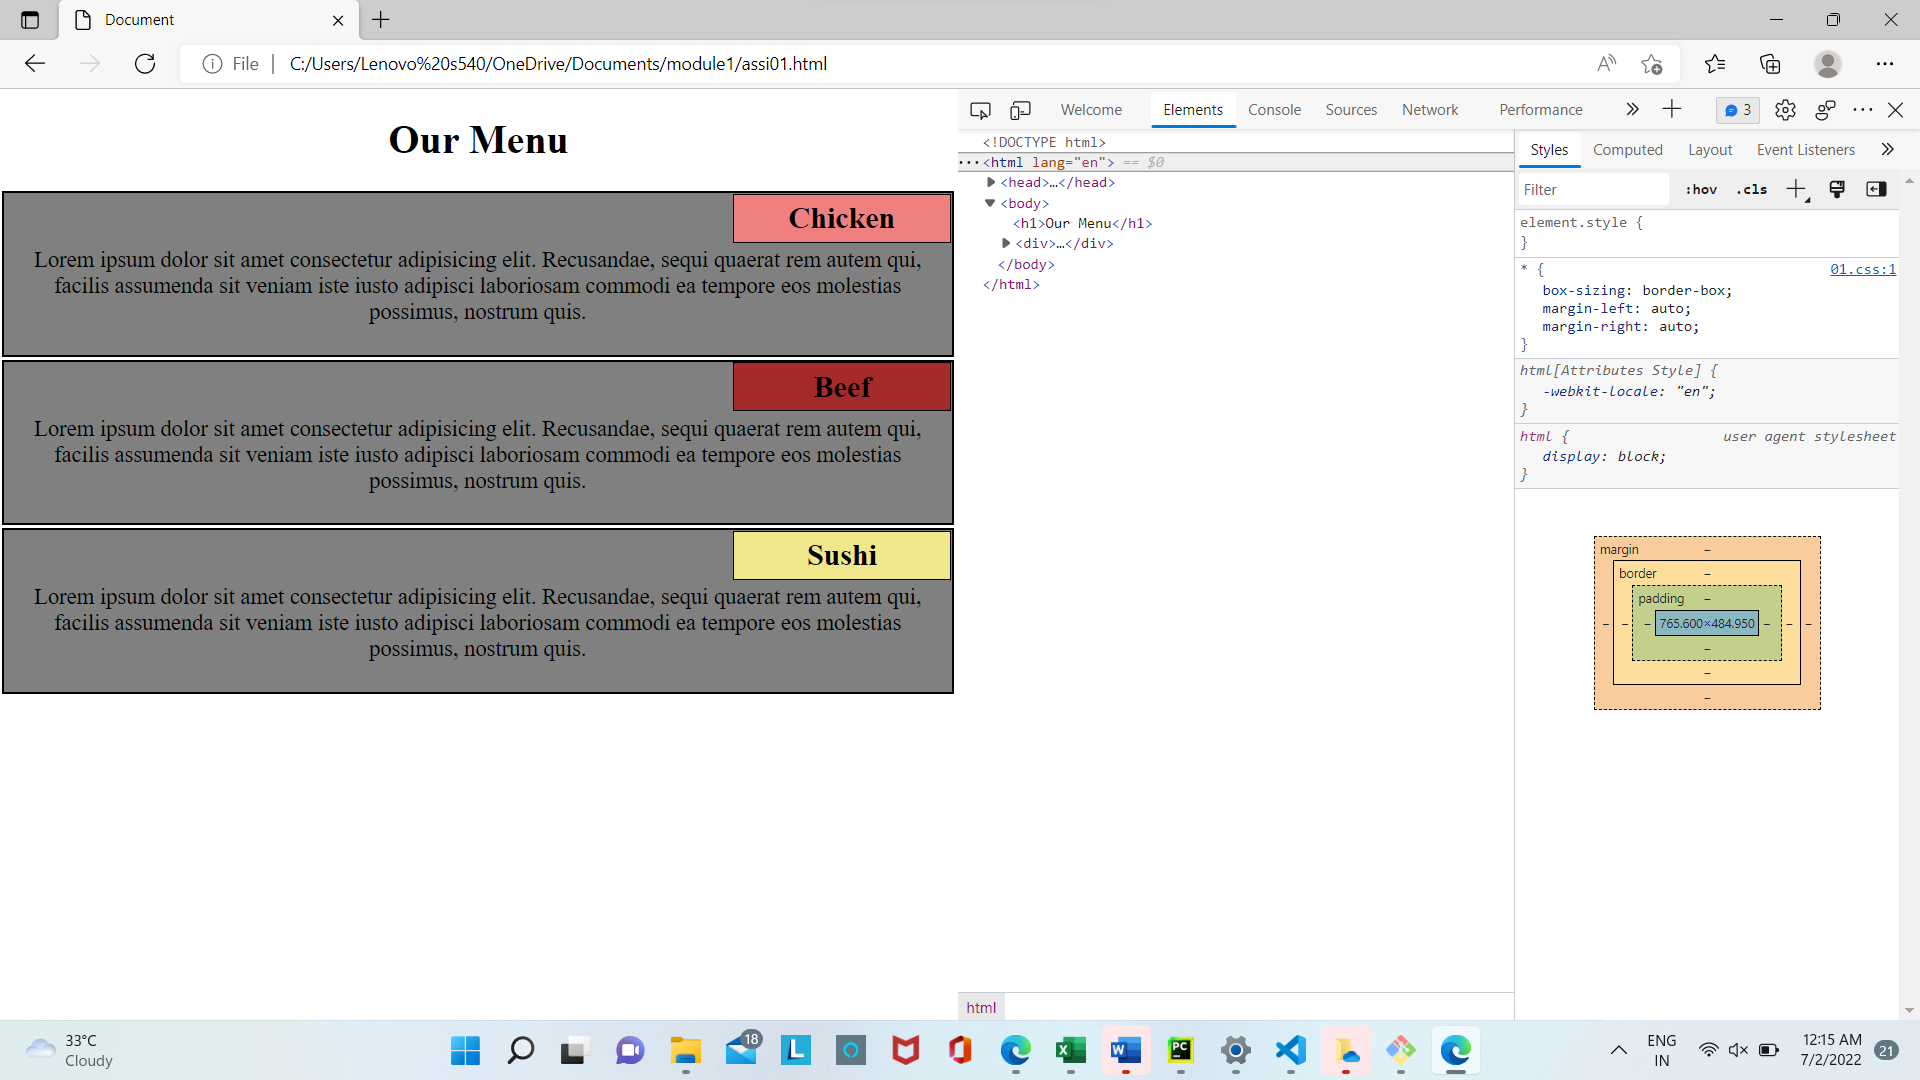 Document
File
C:/Users/Lenovo%20s540/OneDrive/Documents/module1/assi01.html
Our Menu
Chicken
Lorem ipsum dolor sit amet consectetur adipisicing elit. Recusandae, sequi quaerat rem autem qui,
facilis assumenda sit veniam iste iusto adipisci laboriosam commodi ea tempore eos molestias
possimus, nostrum quis.
Beef
Lorem ipsum dolor sit amet consectetur adipisicing elit. Recusandae, sequi quaerat rem autem qui,
facilis assumenda sit veniam iste iusto adipisci laboriosam commodi ea tempore eos molestias
possimus, nostrum quis.
Sushi
Lorem ipsum dolor sit amet consectetur adipisicing elit. Recusandae, sequi quaerat rem autem qui,
facilis assumenda sit veniam iste iusto adipisci laboriosam commodi ea tempore eos molestias
possimus, nostrum quis.
Welcome Elements Console Sources Network Performance 3
<!DOCTYPE html>
···<html lang="en"> == $0
<head>…</head>
<body>
<h1>Our Menu</h1>
<div>…</div>
</body>
</html>
html
Styles Computed Layout Event Listeners
Filter :hov .cls
element.style {
}
* { 01.css:1
box-sizing: border-box;
margin-left: auto;
margin-right: auto;
}
html[Attributes Style] {
-webkit-locale: "en";
}
html { user agent stylesheet
display: block;
}
margin –
border –
padding –
– – – 765.600×484.950 – – –
–
–
–
33°C
Cloudy
18
L
X
W
PC
ENG
IN
12:15 AM
7/2/2022
21